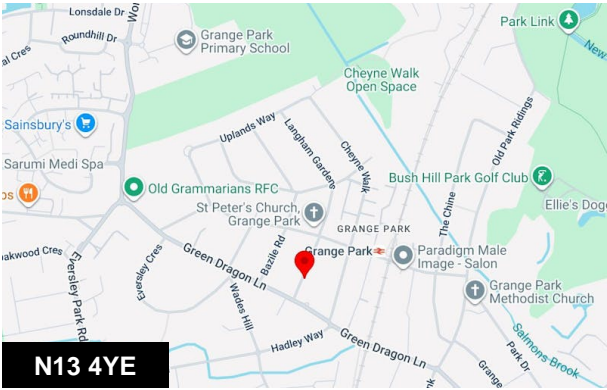 Lonsdale Dr
Roundhill Dr
Grange Park
Primary School
Park Link
Cheyne Walk
Open Space
Sainsbury's
Uplands Way
Langham Gardens
Cheyne Walk
Old Park Ridings
Sarumi Medi Spa
Old Grammarians RFC
Bush Hill Park Golf Club
The Chine
St Peter's Church,
Grange Park
GRANGE PARK
Grange Park
Paradigm Male
Image - Salon
Eversley Park Rd
Eversley Cres
Bazile Rd
Green Dragon Ln
Wades Hill
Grange Park
Methodist Church
Hadley Way
Green Dragon Ln
Salmons Brook
Park Dr
Grange
N13 4YE